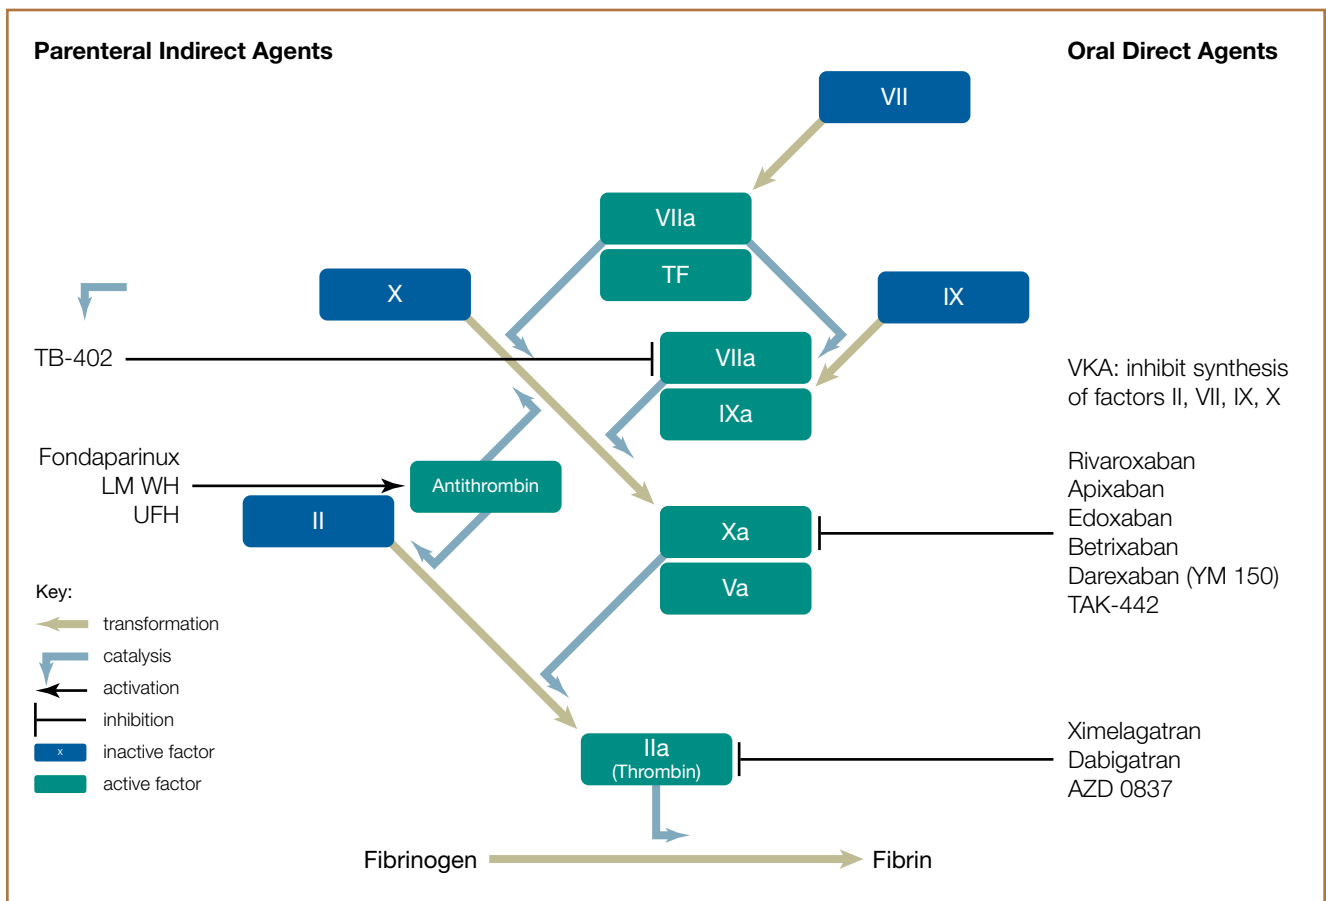 Parenteral Indirect Agents
Oral Direct Agents
VII
VIIa
TF
X
IX
TB-402
VIIa
IXa
VKA: inhibit synthesis
of factors II, VII, IX, X
Fondaparinux
LM WH
UFH
Antithrombin
II
Rivaroxaban
Apixaban
Edoxaban
Betrixaban
Darexaban (YM 150)
TAK-442
Xa
Va
Key:
transformation
catalysis
activation
inhibition
x inactive factor
active factor
IIa
(Thrombin)
Ximelagatran
Dabigatran
AZD 0837
Fibrinogen
Fibrin